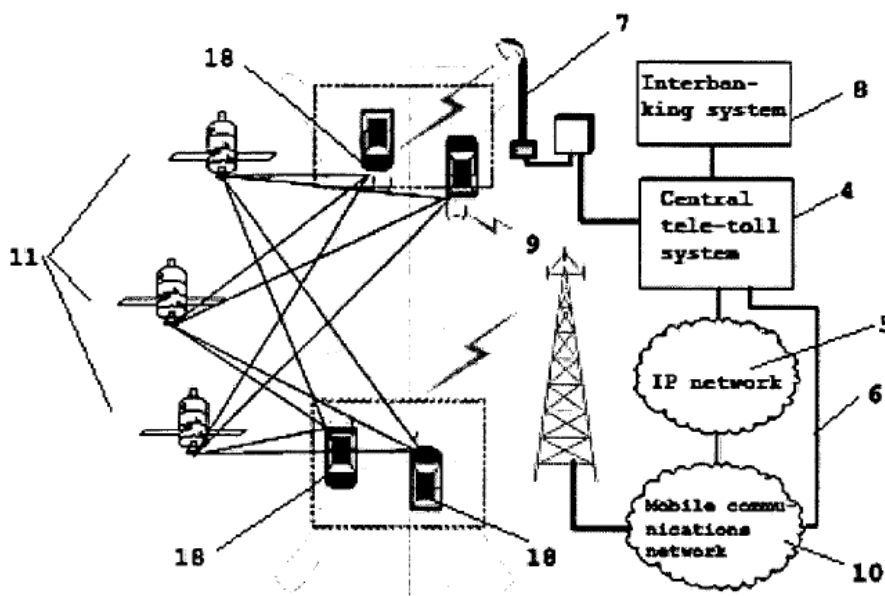 7
18
Interban-
king system
8
Central
tele-toll
system
4
11
9
5
IP network
6
Mobile commu-
nications
network
18
18
10